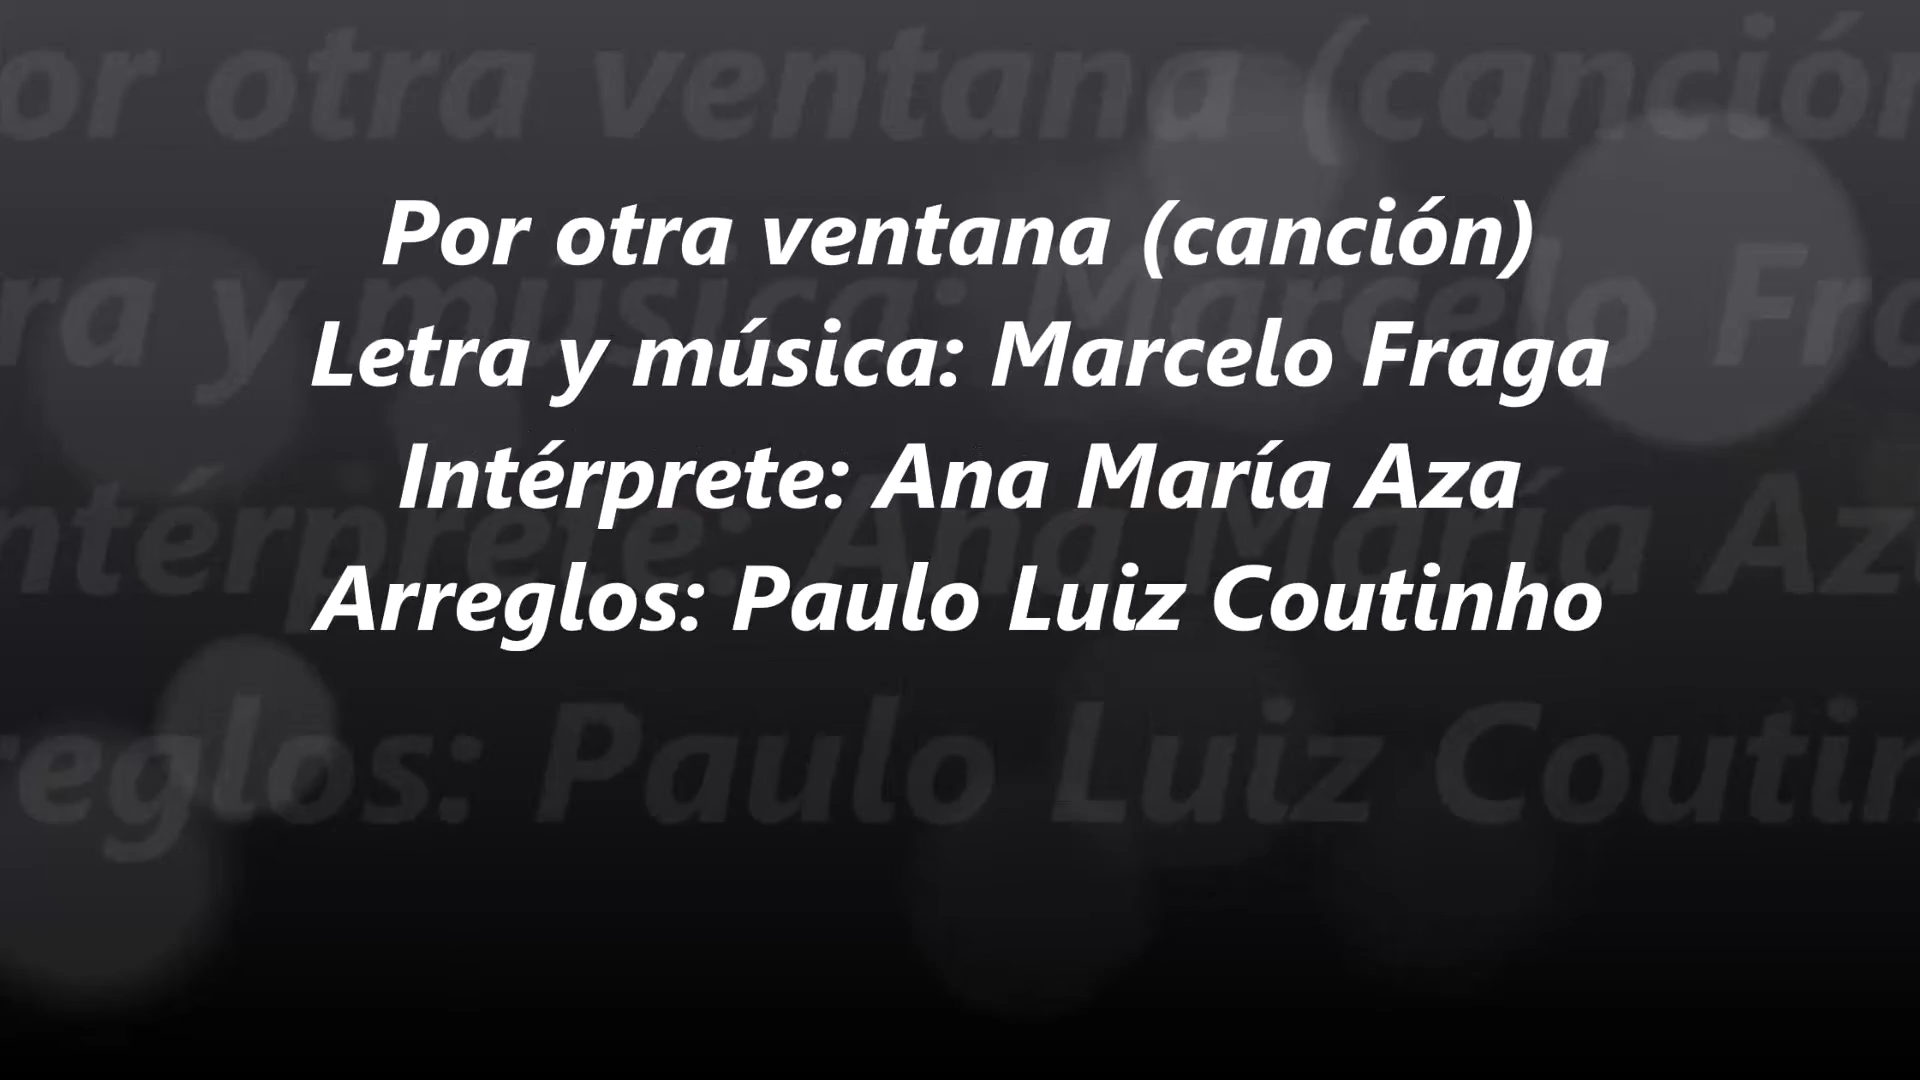 Por otra ventana (canción)
Letra y música: Marcelo Fraga
Intérprete: Ana María Aza
Arreglos: Paulo Luiz Coutinho